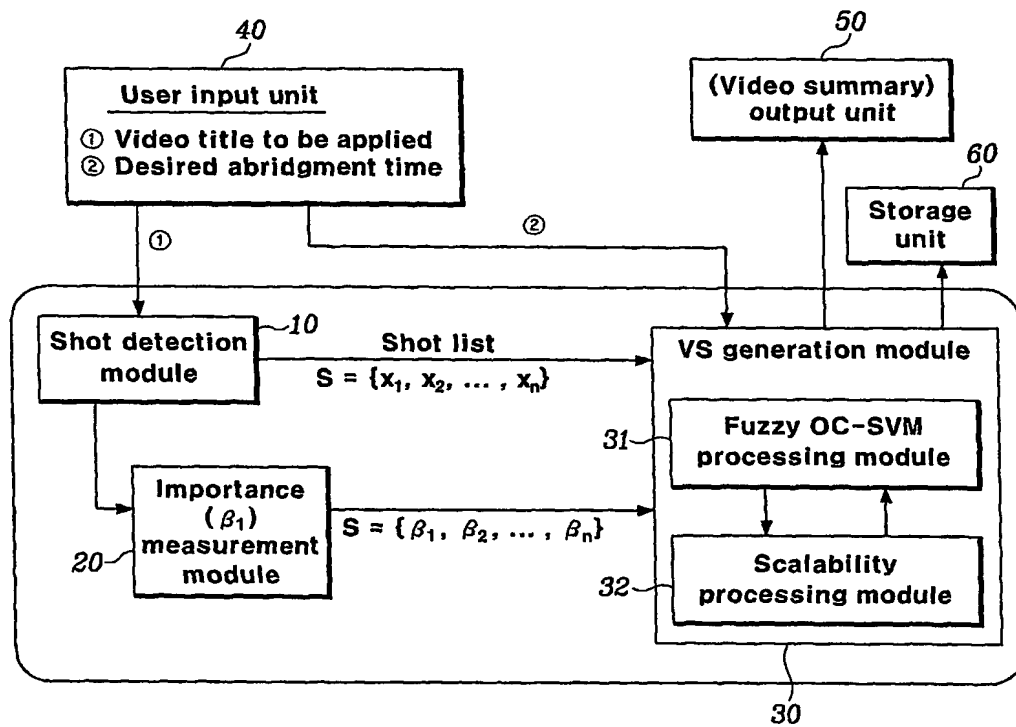 40
User input unit
① Video title to be applied
② Desired abridgment time
50
(Video summary)
output unit
60
Storage
unit
①
②
10
Shot detection
module
Shot list
S = {x₁, x₂, ... , xₙ}
VS generation module
31
Fuzzy OC-SVM
processing module
20
Importance
(β₁)
measurement
module
S = {β₁, β₂, ... , βₙ}
32
Scalability
processing module
30